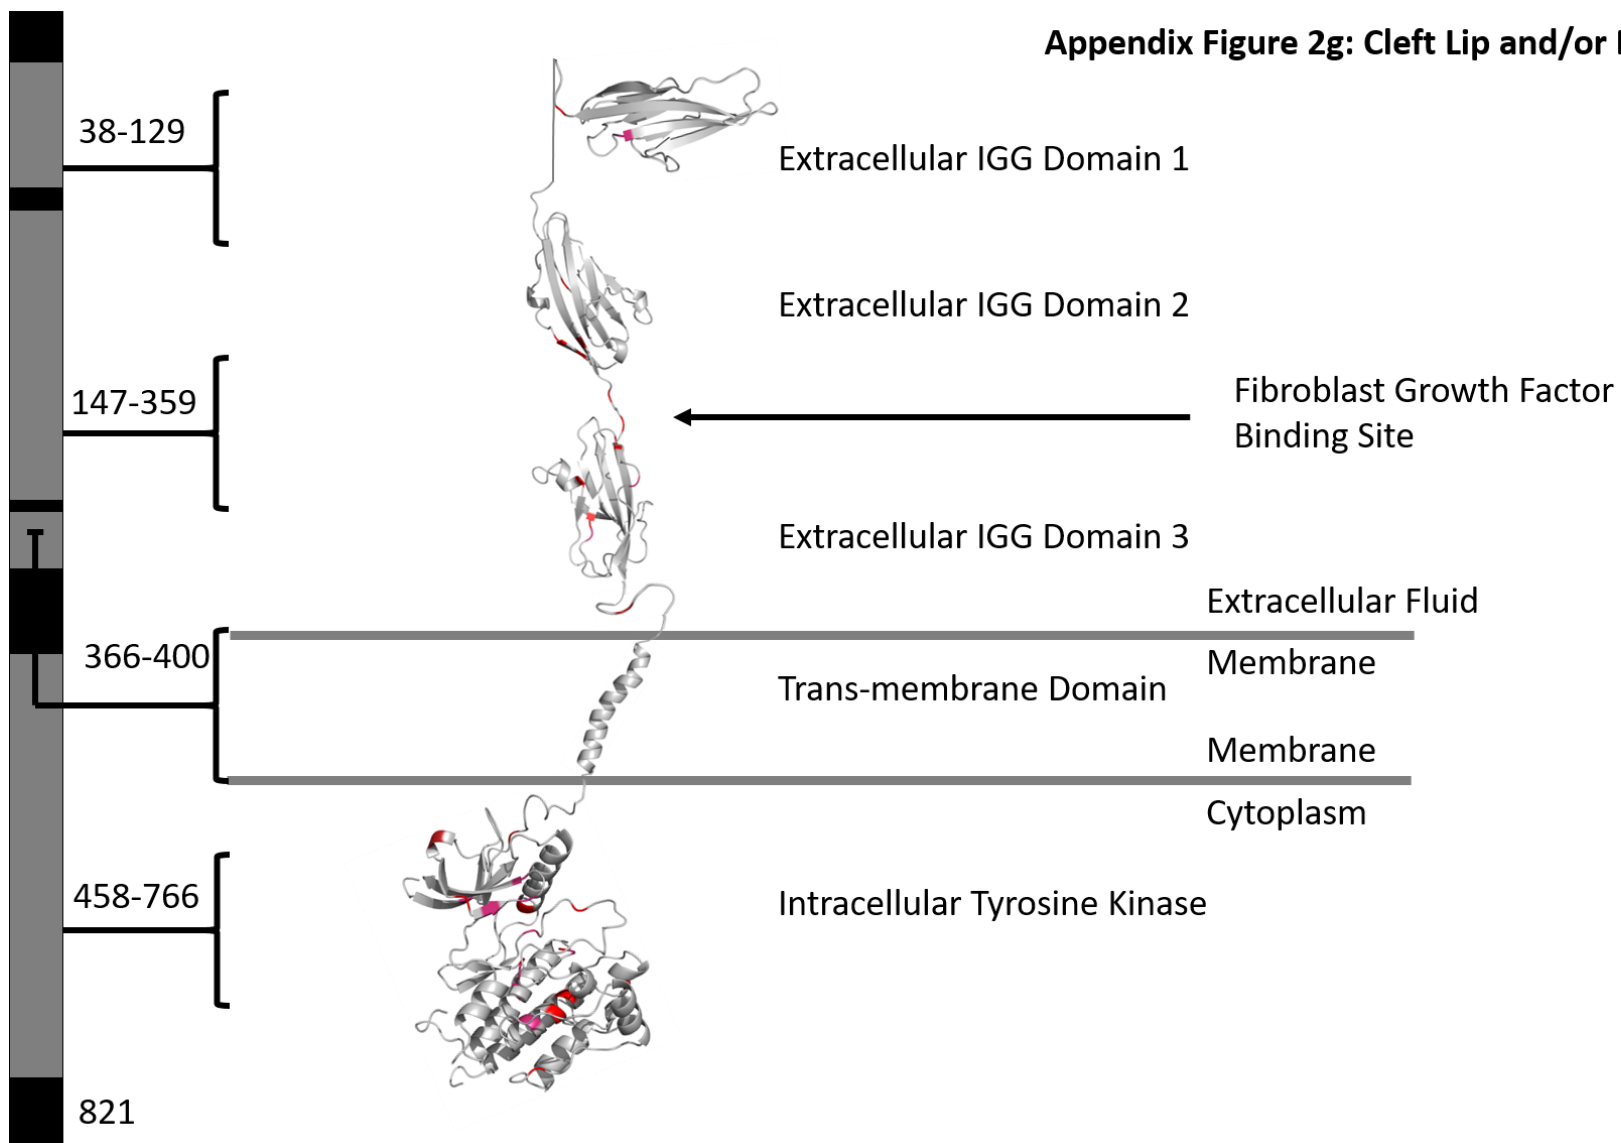 Appendix Figure 2g: Cleft Lip and/or
38-129
Extracellular IGG Domain 1
Extracellular IGG Domain 2
147-359
Fibroblast Growth Factor
Binding Site
Extracellular IGG Domain 3
Extracellular Fluid
366-400
Membrane
Trans-membrane Domain
Membrane
Cytoplasm
458-766
Intracellular Tyrosine Kinase
821